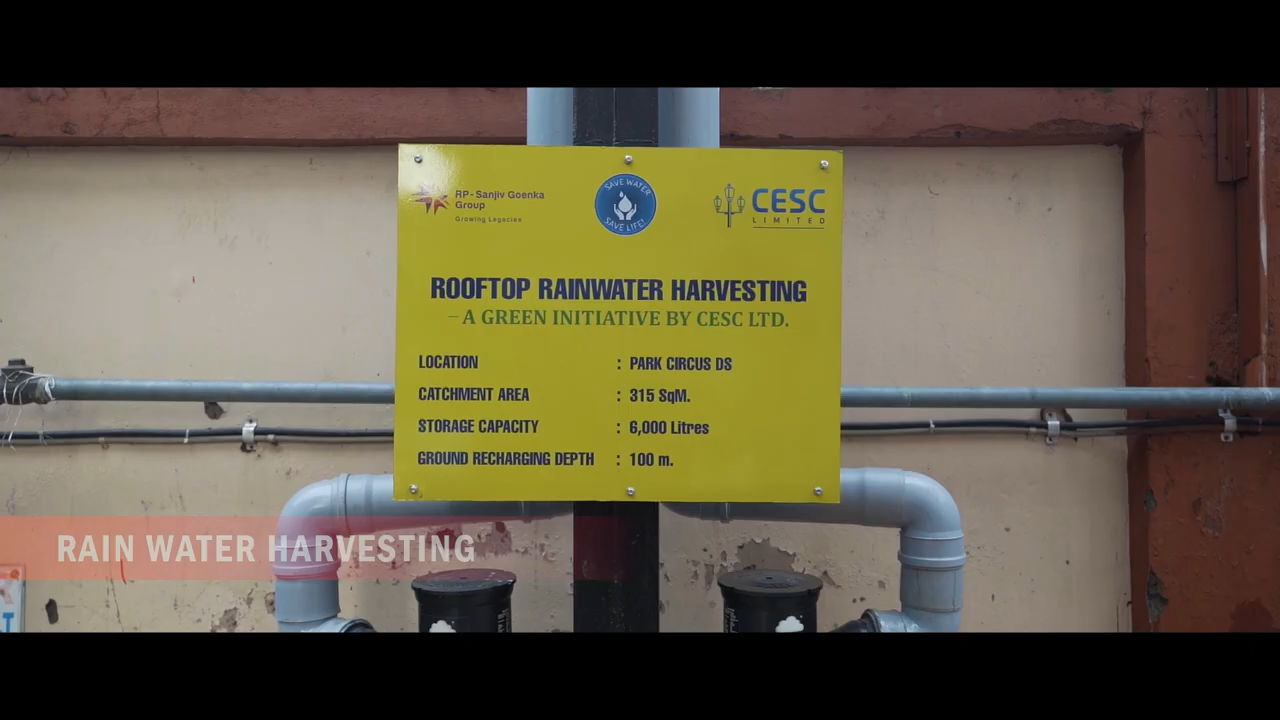 RP - Sanjiv Goenka
Group
Growing Legacies
SAVE WATER
SAVE LIFE!
CESC
LIMITED
ROOFTOP RAINWATER HARVESTING
– A GREEN INITIATIVE BY CESC LTD.
LOCATION : PARK CIRCUS DS
CATCHMENT AREA : 315 SqM.
STORAGE CAPACITY : 6,000 Litres
GROUND RECHARGING DEPTH : 100 m.
RAIN WATER HARVESTING